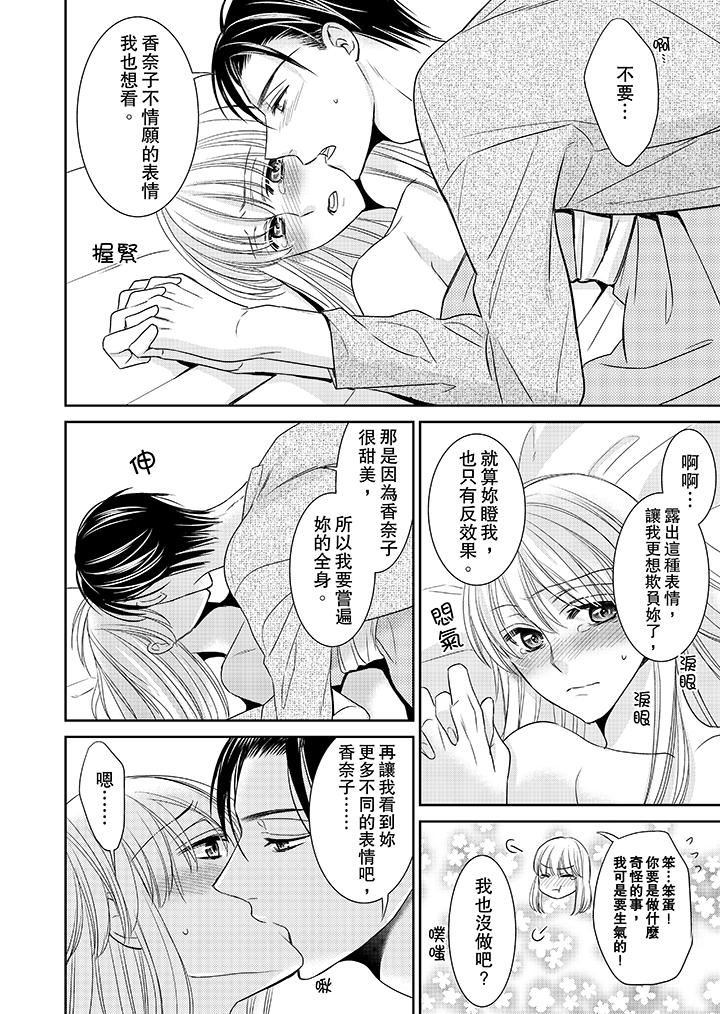 啊…
不要…
香奈子不情願的表情
我也想看。
握緊
啊啊…
露出這種表情，
讓我更想欺負妳了，
就算妳瞪我，
也只有反效果。
淚眼
淚眼
悶氣
笨…笨蛋！
你要是做什麼
奇怪的事，
我可是要生氣的！
我也沒做吧？
噗嗤
那是因為香奈子
很甜美，
所以我要嘗遍
妳的全身。
伸
再讓我看到妳
更多不同的表情吧，
香奈子……
嗯…